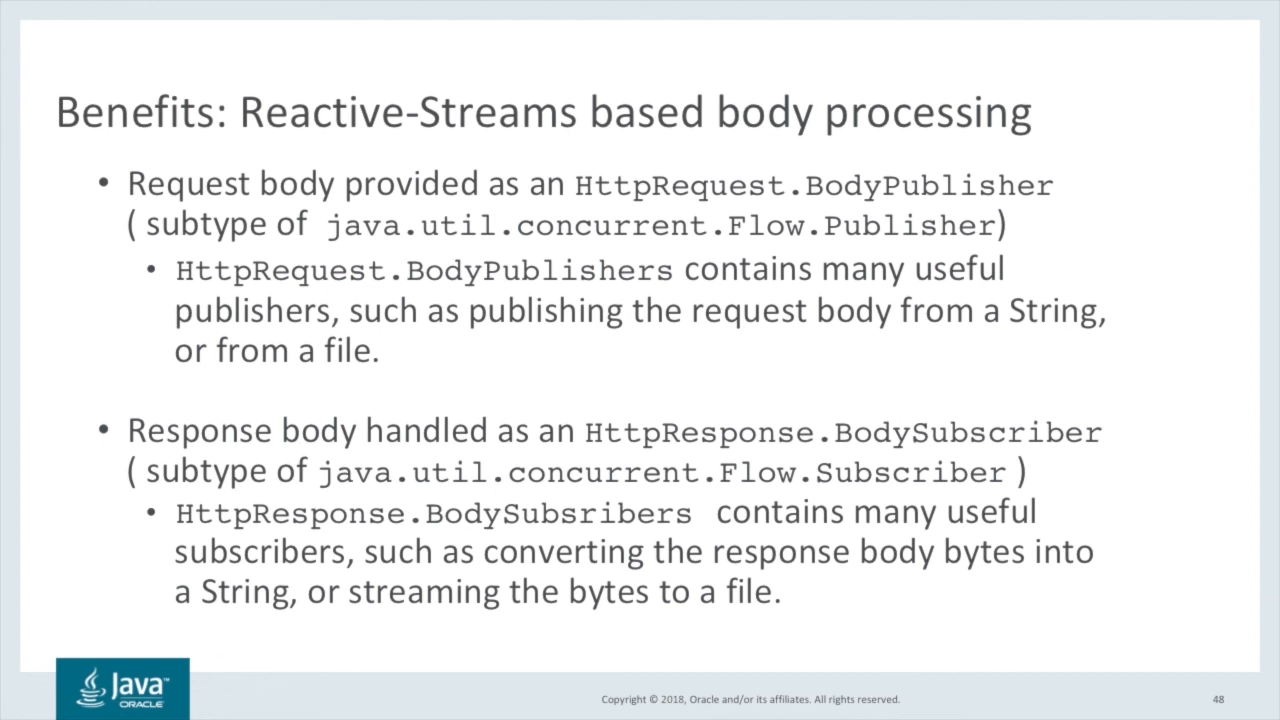 Benefits: Reactive-Streams based body processing
• Request body provided as an HttpRequest.BodyPublisher
( subtype of java.util.concurrent.Flow.Publisher)
• HttpRequest.BodyPublishers contains many useful
publishers, such as publishing the request body from a String,
or from a file.
• Response body handled as an HttpResponse.BodySubscriber
( subtype of java.util.concurrent.Flow.Subscriber )
• HttpResponse.BodySubsribers contains many useful
subscribers, such as converting the response body bytes into
a String, or streaming the bytes to a file.
Java™
ORACLE
Copyright © 2018, Oracle and/or its affiliates. All rights reserved.
48